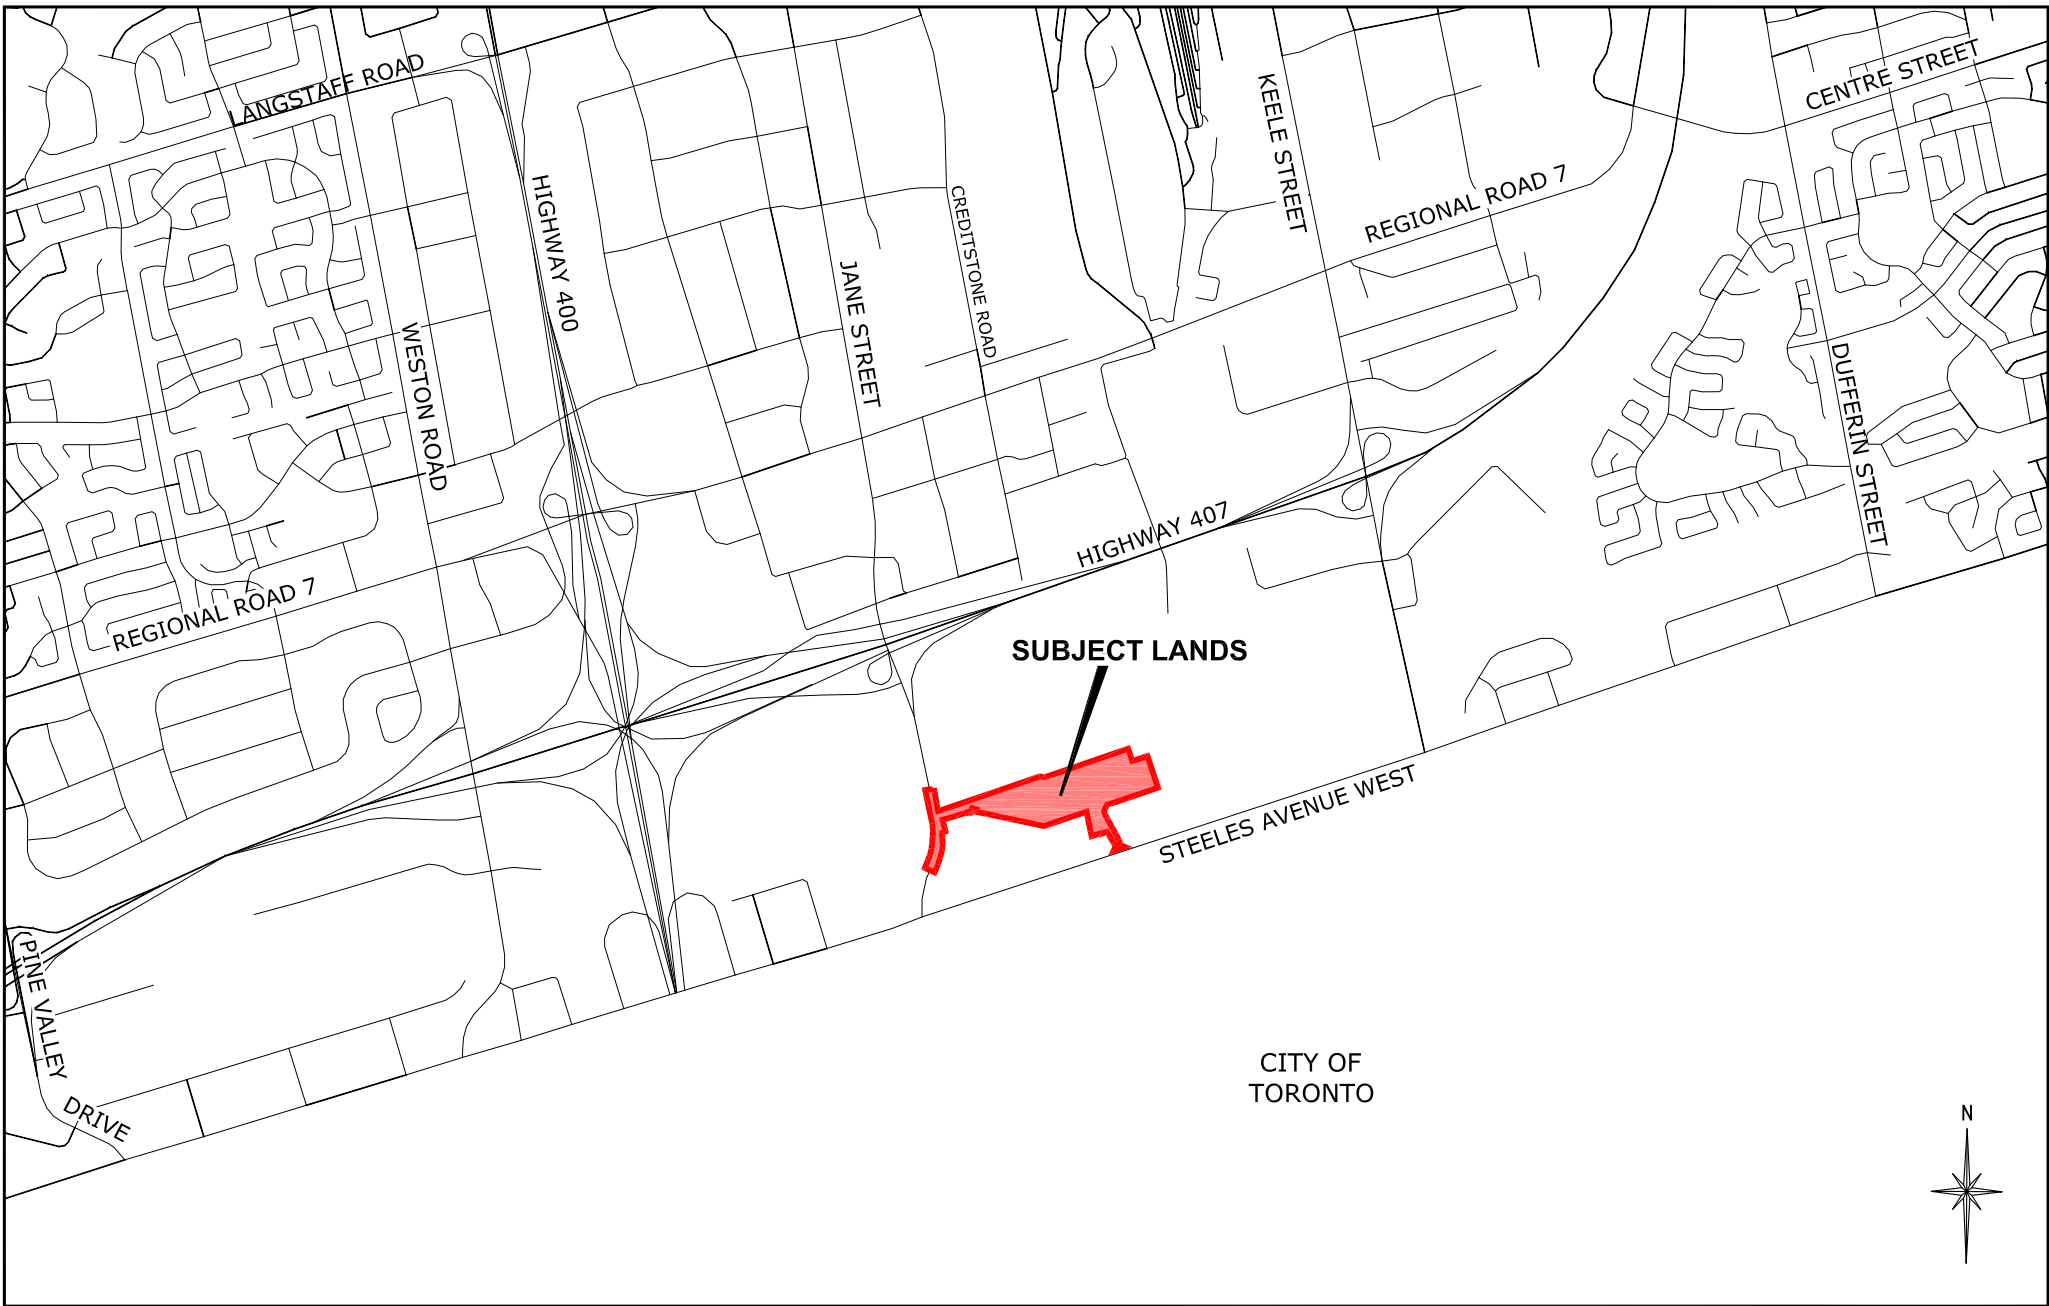 LANGSTAFF ROAD
CENTRE STREET
KEELE STREET
HIGHWAY 400
REGIONAL ROAD 7
CREDITSTONE ROAD
JANE STREET
WESTON ROAD
DUFFERIN STREET
HIGHWAY 407
REGIONAL ROAD 7
SUBJECT LANDS
STEELES AVENUE WEST
PINE VALLEY
DRIVE
CITY OF
TORONTO
N